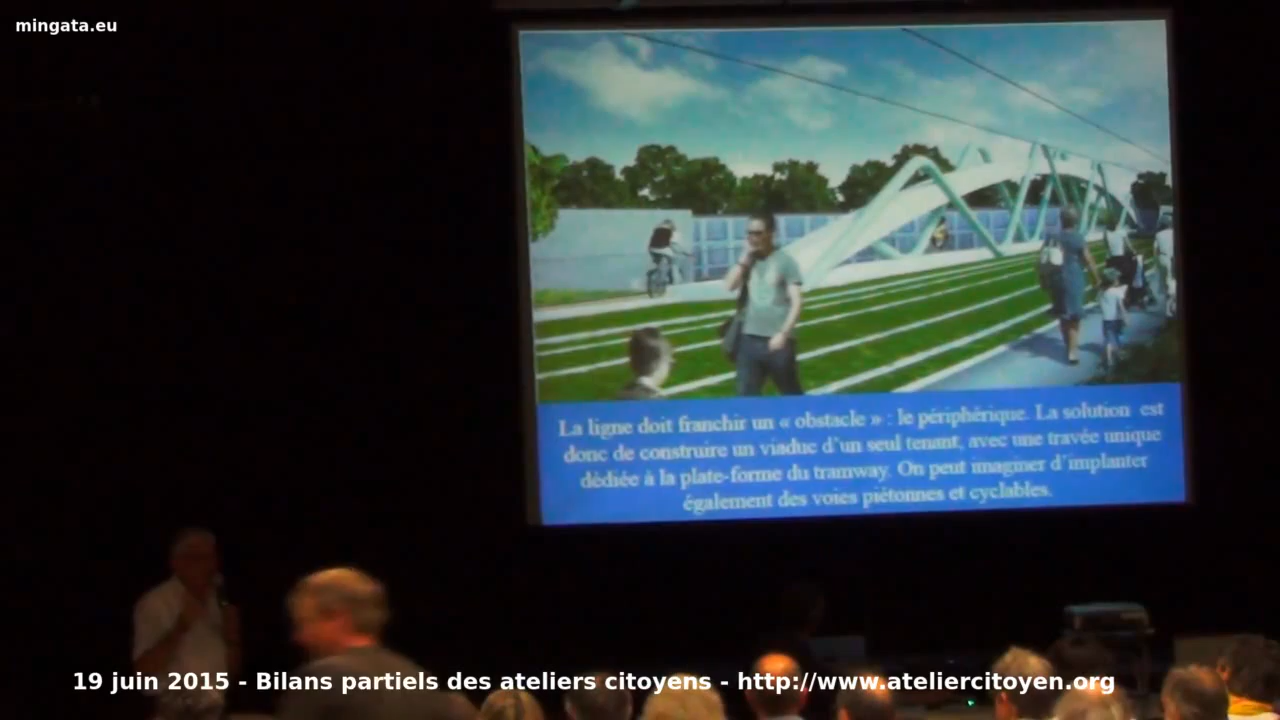 mingata.eu
La ligne doit franchir un « obstacle » : le périphérique. La solution est
donc de construire un viaduc d'un seul tenant, avec une travée unique
dédiée à la plate-forme du tramway. On peut imaginer d'implanter
également des voies piétonnes et cyclables.
19 juin 2015 - Bilans partiels des ateliers citoyens - http://www.ateliercitoyen.org